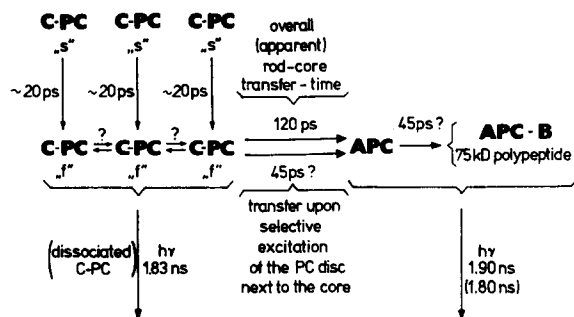 C-PC C-PC C-PC
„s“ „s“ „s“
overall
(apparent)
rod-core
transfer-time
~20ps ~20ps ~20ps
? ?
C-PC ⇌ C-PC ⇌ C-PC
„f“ „f“ „f“
120 ps
45ps ?
APC
45ps?
APC-B
75kD polypeptide
transfer upon
selective
excitation
of the PC disc
next to the core
(dissociated C-PC)
hν
1.83 ns
hν
1.90 ns
(1.80 ns)